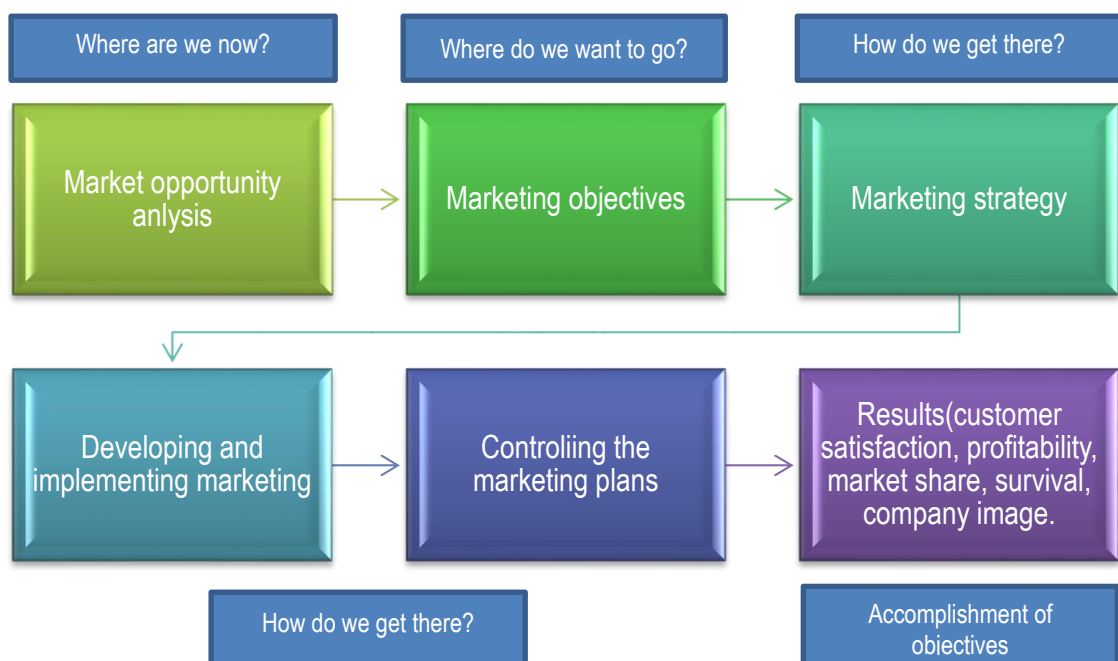 Where are we now?
Where do we want to go?
How do we get there?
Market opportunity
anlysis
Marketing objectives
Marketing strategy
Developing and
implementing marketing
Controliing the
marketing plans
Results(customer
satisfaction, profitability,
market share, survival,
company image.
How do we get there?
Accomplishment of
objectives